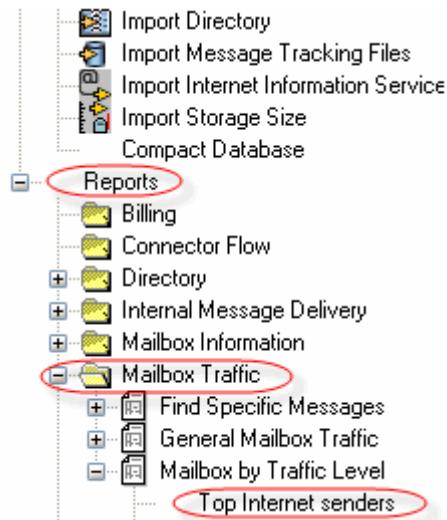 Import Directory
Import Message Tracking Files
Import Internet Information Service
Import Storage Size
Compact Database
Reports
Billing
Connector Flow
Directory
Internal Message Delivery
Mailbox Information
Mailbox Traffic
Find Specific Messages
General Mailbox Traffic
Mailbox by Traffic Level
Top Internet senders